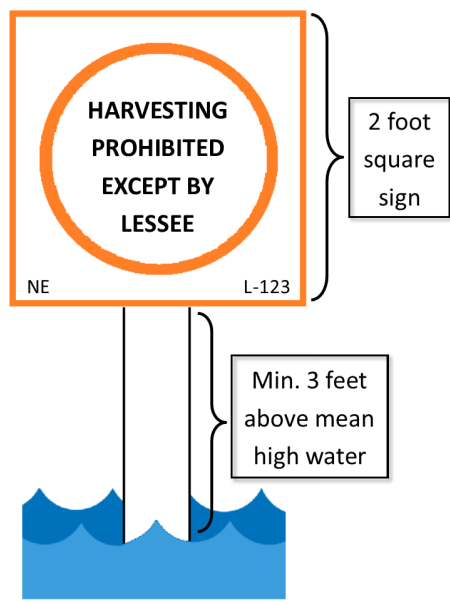 HARVESTING
PROHIBITED
EXCEPT BY
LESSEE
NE
L-123
2 foot
square
sign
Min. 3 feet
above mean
high water